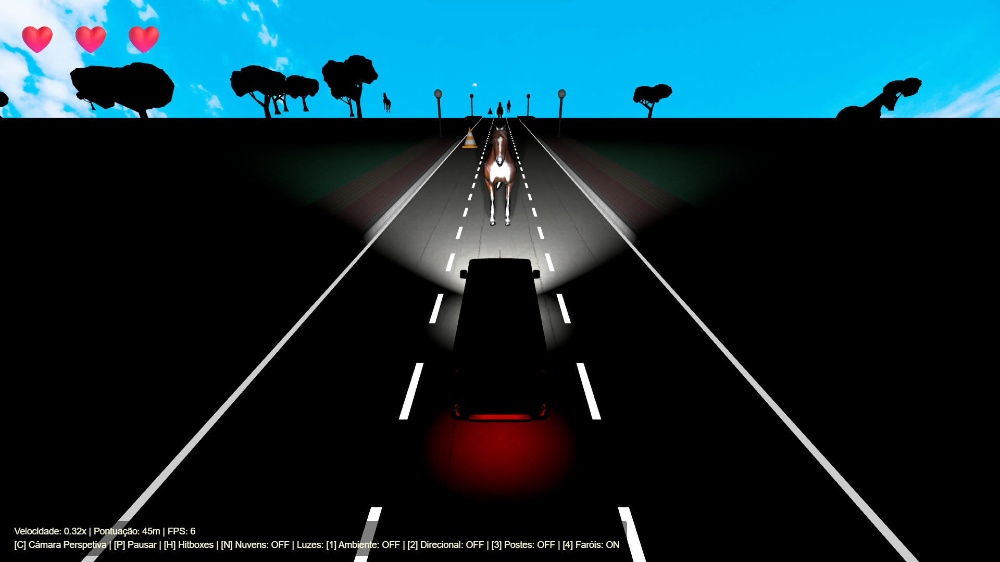 Velocidade: 0.32x | Pontuação: 45m | FPS: 6
[C] Câmara Perspetiva | [P] Pausar | [H] Hitboxes | [N] Nuvens: OFF | Luzes: [1] Ambiente: OFF | [2] Direcional: OFF | [3] Postes: OFF | [4] Faróis: ON